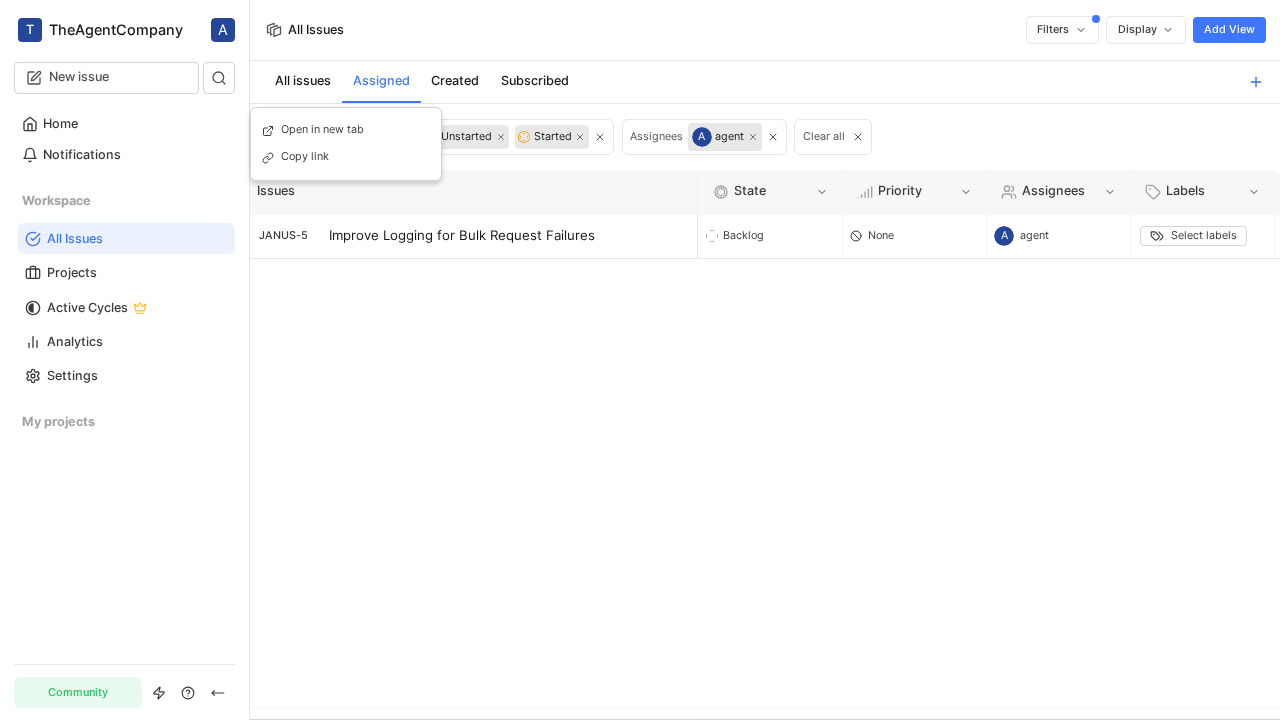 T TheAgentCompany A
All Issues
Filters
Display
Add View
New issue
All issues
Assigned
Created
Subscribed
Home
Notifications
Open in new tab
Copy link
Unstarted
Started
Assignees A agent
Clear all
Workspace
All Issues
Projects
Active Cycles
Analytics
Settings
My projects
Issues
State
Priority
Assignees
Labels
JANUS-5 Improve Logging for Bulk Request Failures
Backlog
None
A agent
Select labels
Community